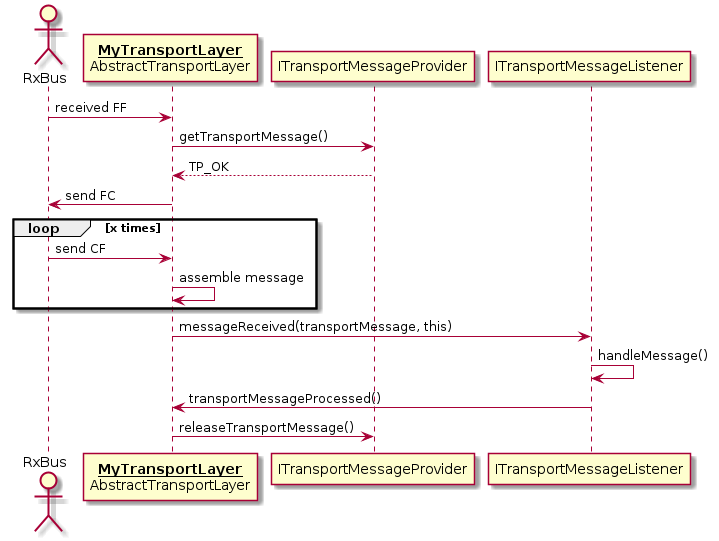 RxBus
MyTransportLayer
AbstractTransportLayer
ITransportMessageProvider
ITransportMessageListener
received FF
getTransportMessage()
TP_OK
send FC
loop [x times]
send CF
assemble message
messageReceived(transportMessage, this)
handleMessage()
transportMessageProcessed()
releaseTransportMessage()
RxBus
MyTransportLayer
AbstractTransportLayer
ITransportMessageProvider
ITransportMessageListener